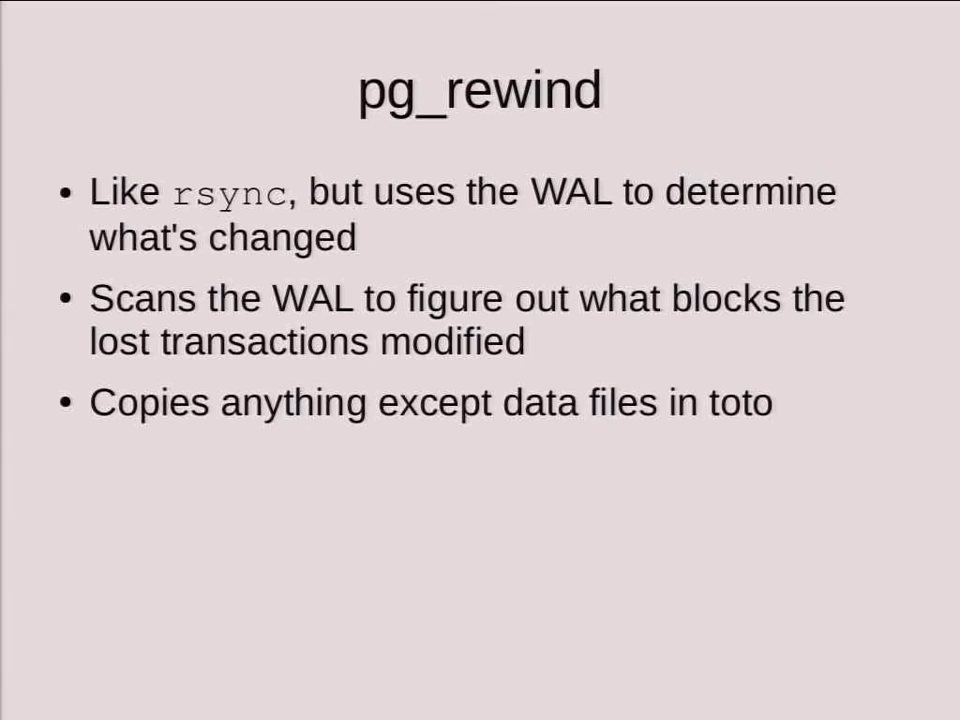 pg_rewind
• Like rsync, but uses the WAL to determine
what's changed
• Scans the WAL to figure out what blocks the
lost transactions modified
• Copies anything except data files in toto